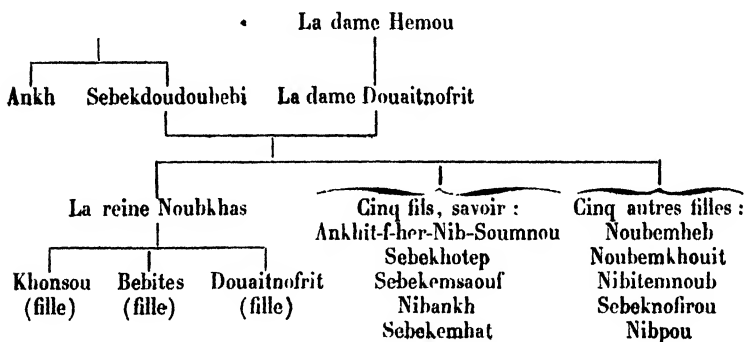 La dame Hemou
Ankh Sebekdoudoubebi La dame Douaitnofrit
La reine Noubkhas
Khonsou (fille)
Bebites (fille)
Douaitnofrit (fille)
Cinq fils, savoir :
Ankhit-f-her-Nib-Soumnou
Sebekhotep
Sebekemsaouf
Nibankh
Sebekemhat
Cinq autres filles :
Noubemheb
Noubemkhouit
Nibitemnoub
Sebeknofirou
Nibpou